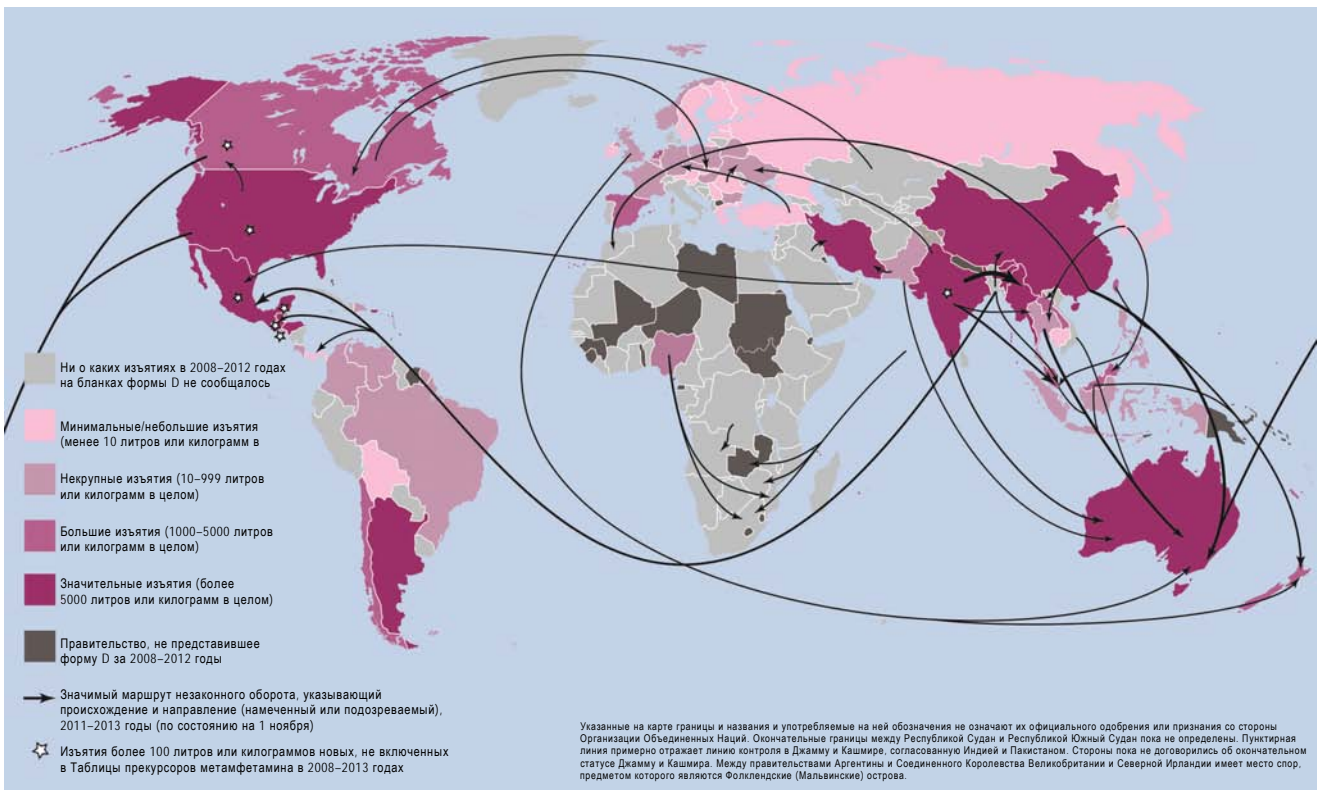 Ни о каких изъятиях в 2008–2012 годах
на бланках формы D не сообщалось
Минимальные/небольшие изъятия
(менее 10 литров или килограмм в
Некрупные изъятия (10–999 литров
или килограмм в целом)
Большие изъятия (1000–5000 литров
или килограмм в целом)
Значительные изъятия (более
5000 литров или килограмм в целом)
Правительство, не представившее
форму D за 2008–2012 годы
Значимый маршрут незаконного оборота, указывающий
происхождение и направление (намеченный или подозреваемый),
2011–2013 годы (по состоянию на 1 ноября)
Изъятия более 100 литров или килограммов новых, не включенных
в Таблицы прекурсоров метамфетамина в 2008–2013 годах
Указанные на карте границы и названия и употребляемые на ней обозначения не означают их официального одобрения или признания со стороны
Организации Объединенных Наций. Окончательные границы между Республикой Судан и Республикой Южный Судан пока не определены. Пунктирная
линия примерно отражает линию контроля в Джамму и Кашмире, согласованную Индией и Пакистаном. Стороны пока не договорились об окончательном
статусе Джамму и Кашмира. Между правительствами Аргентины и Соединенного Королевства Великобритании и Северной Ирландии имеет место спор,
предметом которого являются Фолклендские (Мальвинские) острова.